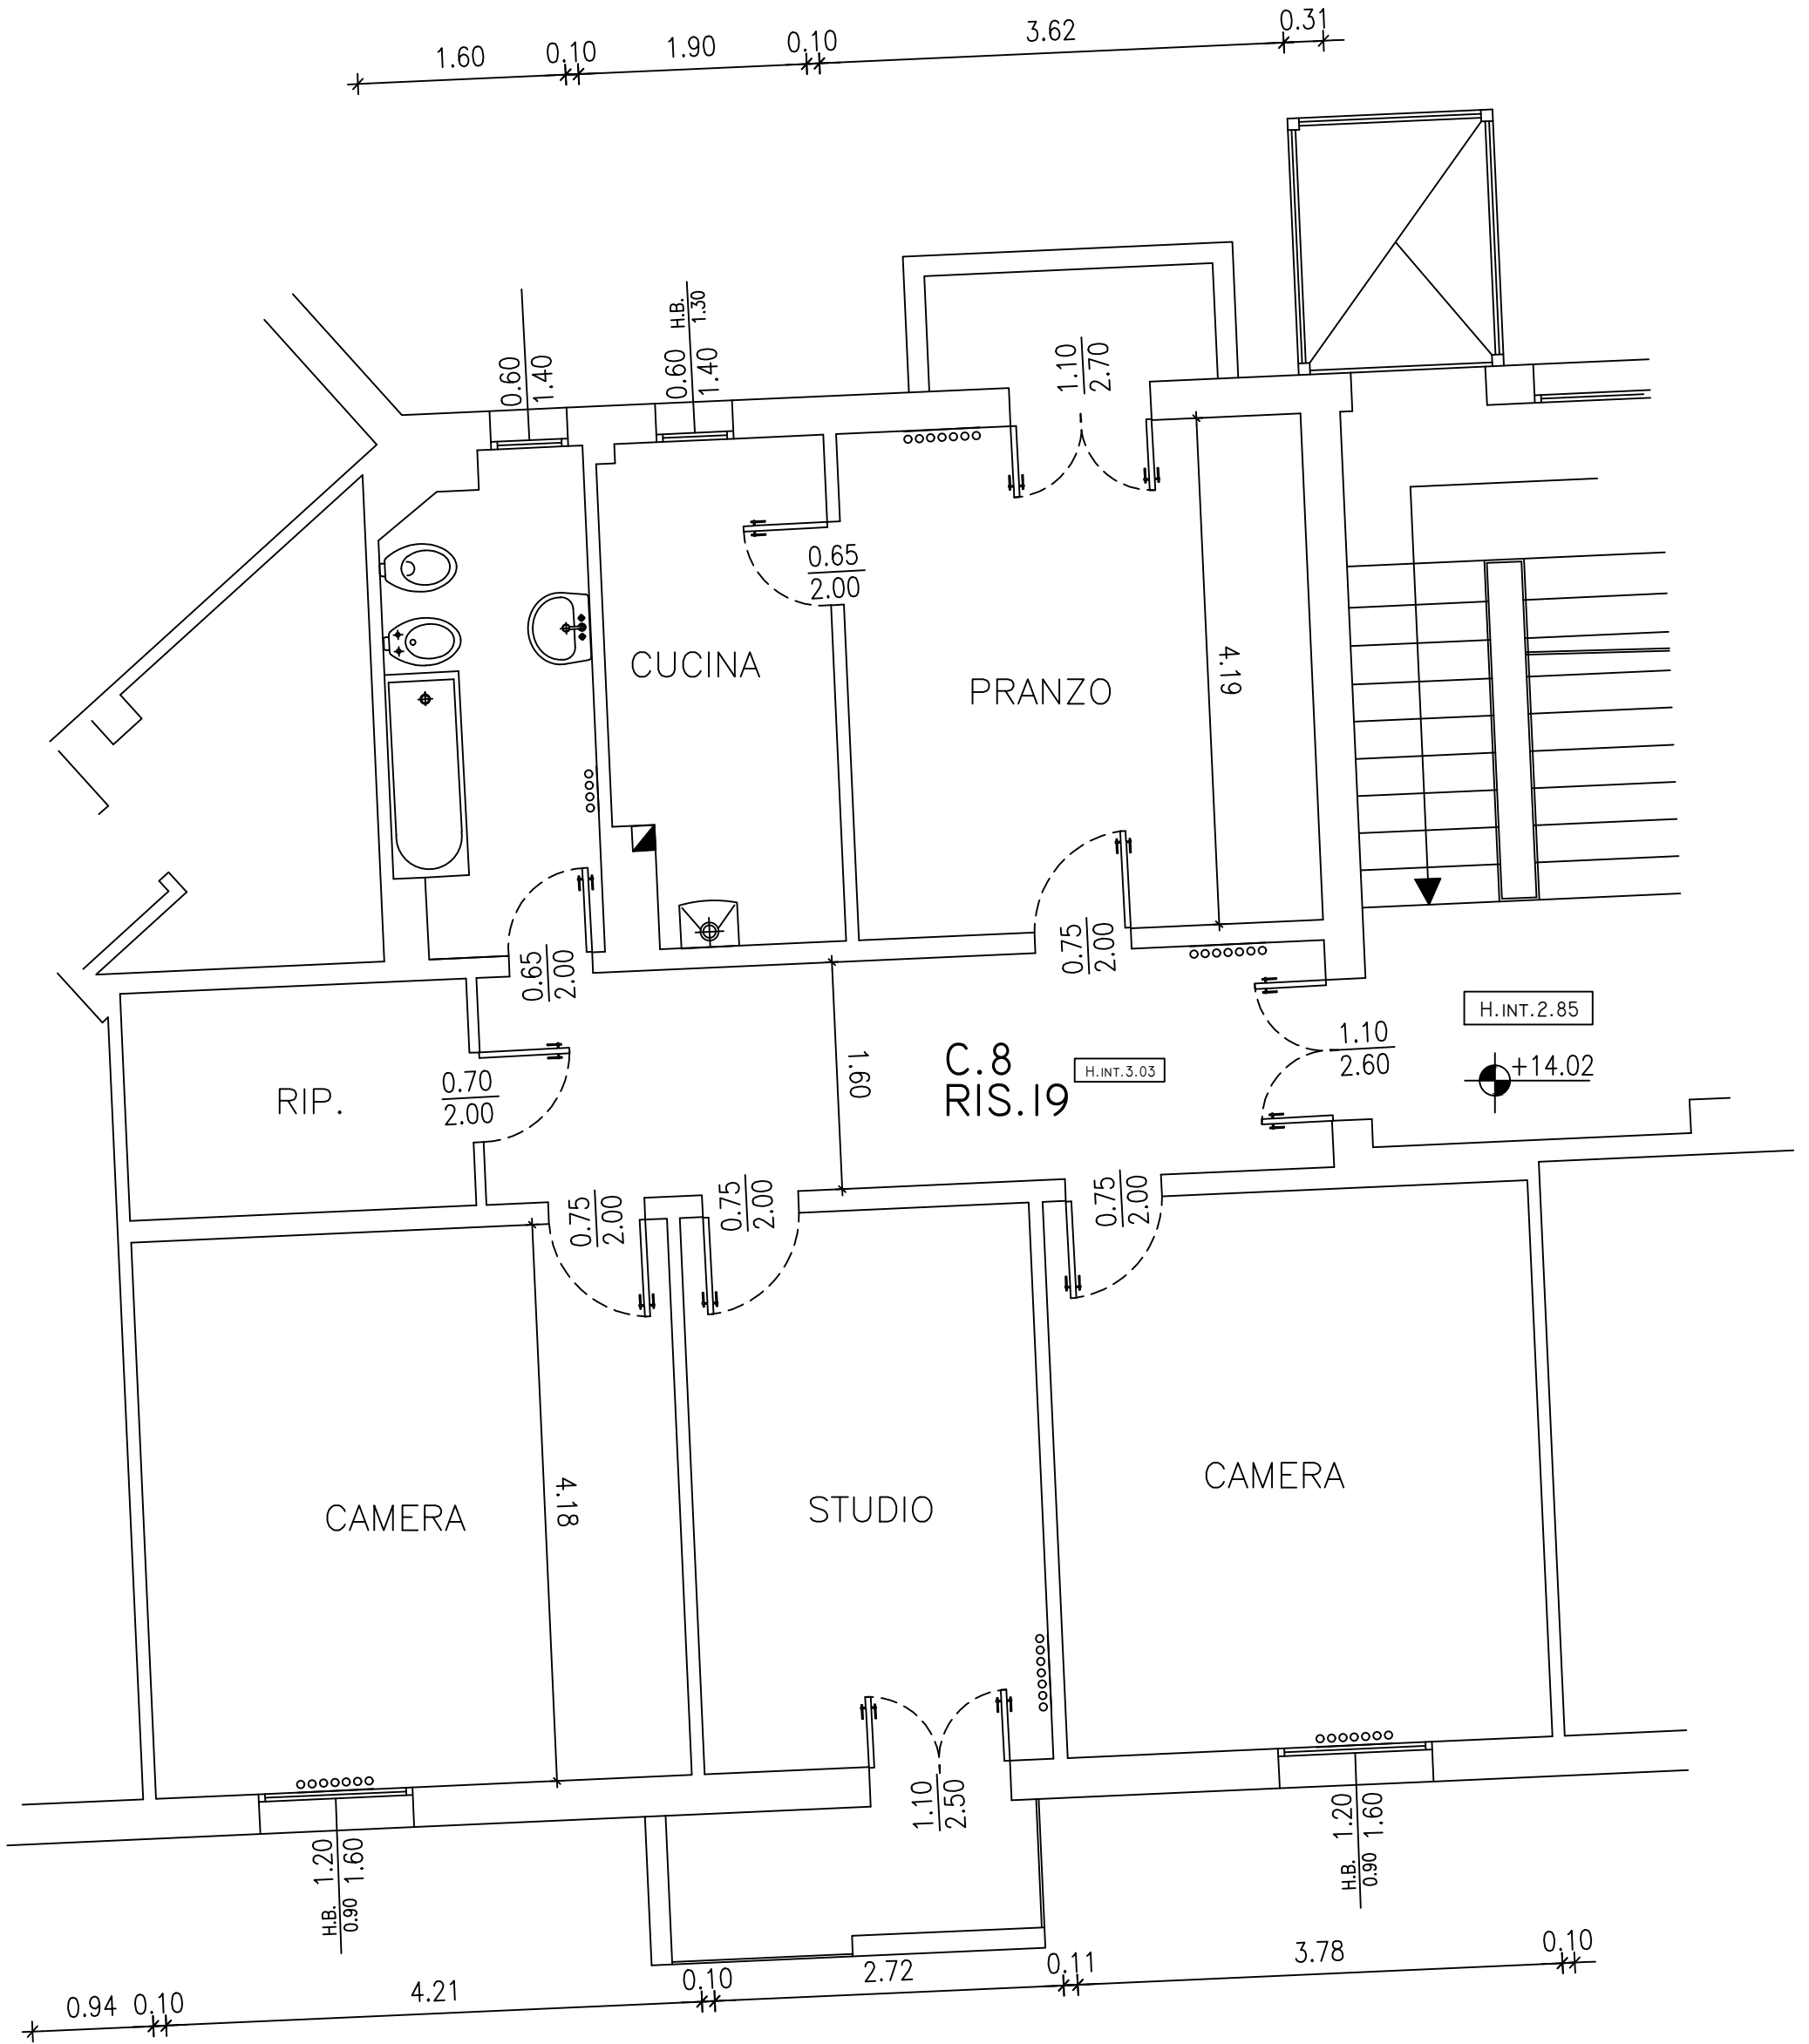 1.60 0.10 1.90 0.10 3.62 0.31
0.60
1.40
H.B.
1.30
0.60
1.40
1.10
2.70
0.65
2.00
CUCINA
PRANZO
4.19
0.65
2.00
0.75
2.00
H.INT.2.85
1.10
2.60
+14.02
C.8
RIS.19
H.INT.3.03
1.60
RIP.
0.70
2.00
0.75
2.00
0.75
2.00
0.75
2.00
CAMERA
4.18
STUDIO
CAMERA
1.10
2.50
1.20
1.60
H.B.
0.90
1.20
1.60
H.B.
0.90
0.94 0.10 4.21 0.10 2.72 0.11 3.78 0.10